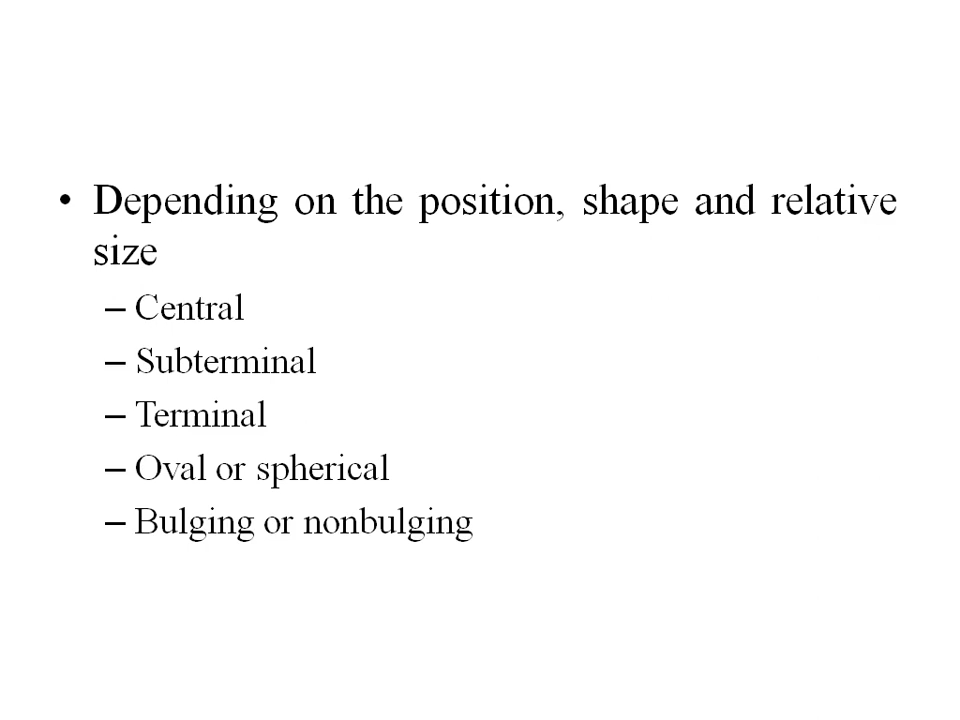 • Depending on the position, shape and relative
size
– Central
– Subterminal
– Terminal
– Oval or spherical
– Bulging or nonbulging